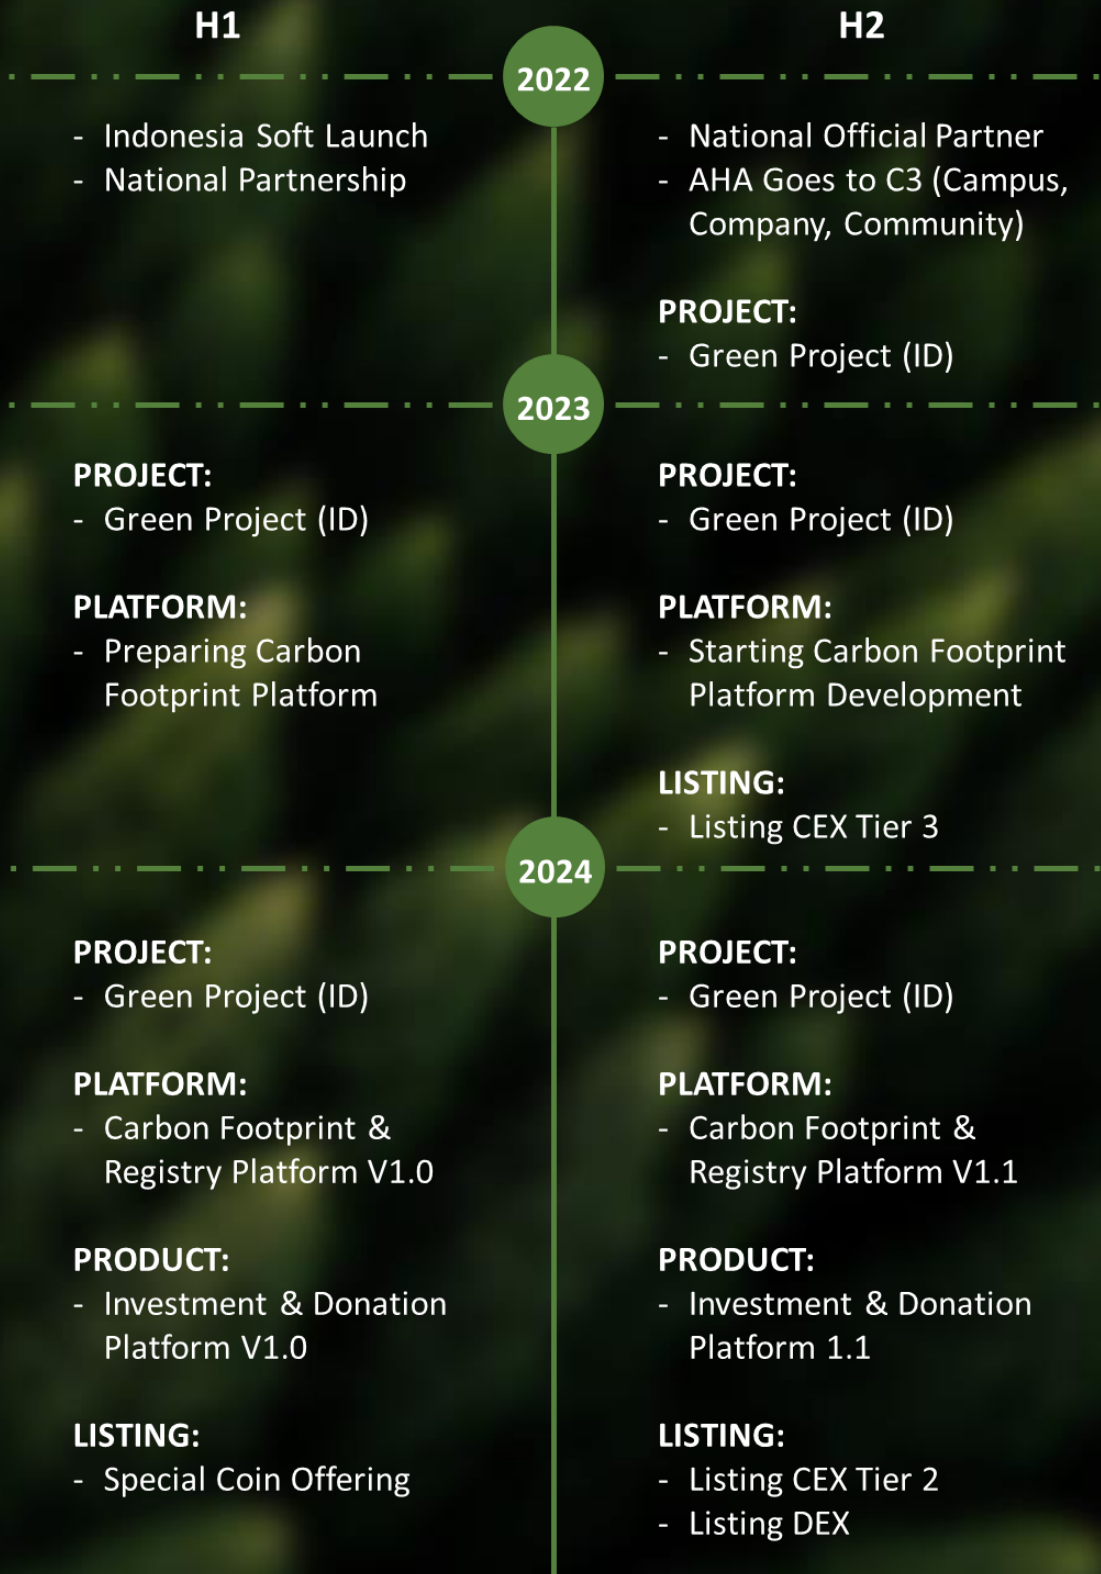 H1
H2
2022
- Indonesia Soft Launch
- National Partnership
- National Official Partner
- AHA Goes to C3 (Campus,
Company, Community)
PROJECT:
- Green Project (ID)
2023
PROJECT:
- Green Project (ID)
PLATFORM:
- Preparing Carbon
Footprint Platform
PROJECT:
- Green Project (ID)
PLATFORM:
- Starting Carbon Footprint
Platform Development
LISTING:
- Listing CEX Tier 3
2024
PROJECT:
- Green Project (ID)
PLATFORM:
- Carbon Footprint &
Registry Platform V1.0
PRODUCT:
- Investment & Donation
Platform V1.0
LISTING:
- Special Coin Offering
PROJECT:
- Green Project (ID)
PLATFORM:
- Carbon Footprint &
Registry Platform V1.1
PRODUCT:
- Investment & Donation
Platform 1.1
LISTING:
- Listing CEX Tier 2
- Listing DEX